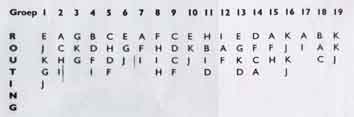 Groep 1 2 3 4 5 6 7 8 9 10 11 12 13 14 15 16 17 18 19
R E A G B C E A F C E H I E D A K A B K
O J C K D H G F H D K B A G F F J I A K
U K H G F D J I I C J I F K C H K C J
T G I I F H F D D A J
I J
N
G